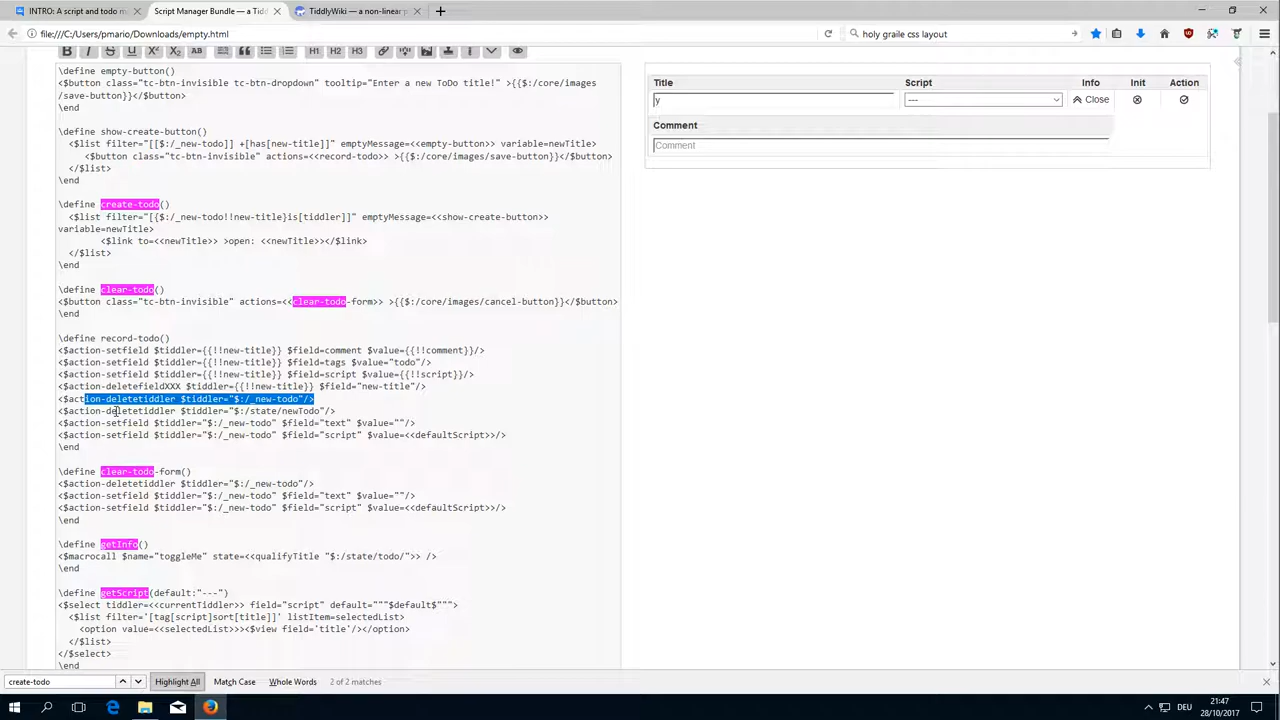 INTRO: A script and todo m
Script Manager Bundle — a Tidd
TiddlyWiki — a non-linear p
file:///C:/Users/pmario/Downloads/empty.html
holy graile css layout
B I S U X² X₂ AB H1 H2 H3
\define empty-button()
<$button class="tc-btn-invisible tc-btn-dropdown" tooltip="Enter a new ToDo title!" >{{$:/core/images
/save-button}}</$button>
\end
\define show-create-button()
<$list filter="[[$:/_new-todo]] +[has[new-title]]" emptyMessage=<<empty-button>> variable=newTitle>
<$button class="tc-btn-invisible" actions=<<record-todo>> >{{$:/core/images/save-button}}</$button>
</$list>
\end
\define create-todo()
<$list filter="[{$:/_new-todo!!new-title}is[tiddler]]" emptyMessage=<<show-create-button>>
variable=newTitle>
<$link to=<<newTitle>> >open: <<newTitle>></$link>
</$list>
\end
\define clear-todo()
<$button class="tc-btn-invisible" actions=<<clear-todo-form>> >{{$:/core/images/cancel-button}}</$button>
\end
\define record-todo()
<$action-setfield $tiddler={{!!new-title}} $field=comment $value={{!!comment}}/>
<$action-setfield $tiddler={{!!new-title}} $field=tags $value="todo"/>
<$action-setfield $tiddler={{!!new-title}} $field=script $value={{!!script}}/>
<$action-deletefieldXXX $tiddler={{!!new-title}} $field="new-title"/>
<$action-deletetiddler $tiddler="$:/_new-todo"/>
<$action-deletetiddler $tiddler="$:/state/newTodo"/>
<$action-setfield $tiddler="$:/_new-todo" $field="text" $value=""/>
<$action-setfield $tiddler="$:/_new-todo" $field="script" $value=<<defaultScript>>/>
\end
\define clear-todo-form()
<$action-deletetiddler $tiddler="$:/_new-todo"/>
<$action-setfield $tiddler="$:/_new-todo" $field="text" $value=""/>
<$action-setfield $tiddler="$:/_new-todo" $field="script" $value=<<defaultScript>>/>
\end
\define getInfo()
<$macrocall $name="toggleMe" state=<<qualifyTitle "$:/state/todo/">> />
\end
\define getScript(default:"---")
<$select tiddler=<<currentTiddler>> field="script" default="""$default$""">
<$list filter='[tag[script]sort[title]]' listItem=selectedList>
<option value=<<selectedList>>><$view field='title'/></option>
</$list>
</$select>
\end
Title Script Info Init Action
y --- Close
Comment
Comment
create-todo Highlight All Match Case Whole Words 2 of 2 matches
DEU
21:47
28/10/2017